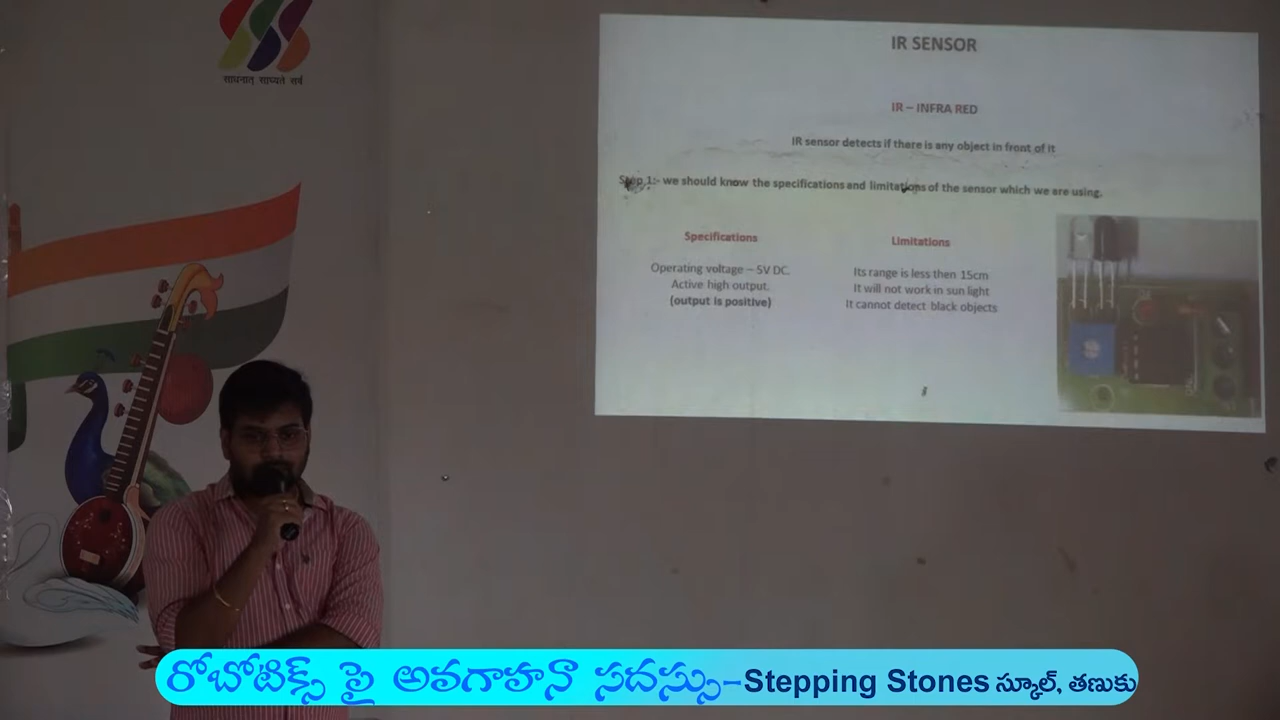 साधनात् साध्यते सर्वं
IR SENSOR
IR – INFRA RED
IR sensor detects if there is any object in front of it
Step 1:- we should know the specifications and limitations of the sensor which we are using.
Specifications
Operating voltage – 5V DC.
Active high output.
(output is positive)
Limitations
Its range is less then 15cm
It will not work in sun light
It cannot detect black objects
రోబోటిక్స్ పై అవగాహనా సదస్సు-Stepping Stones స్కూల్, తణుకు